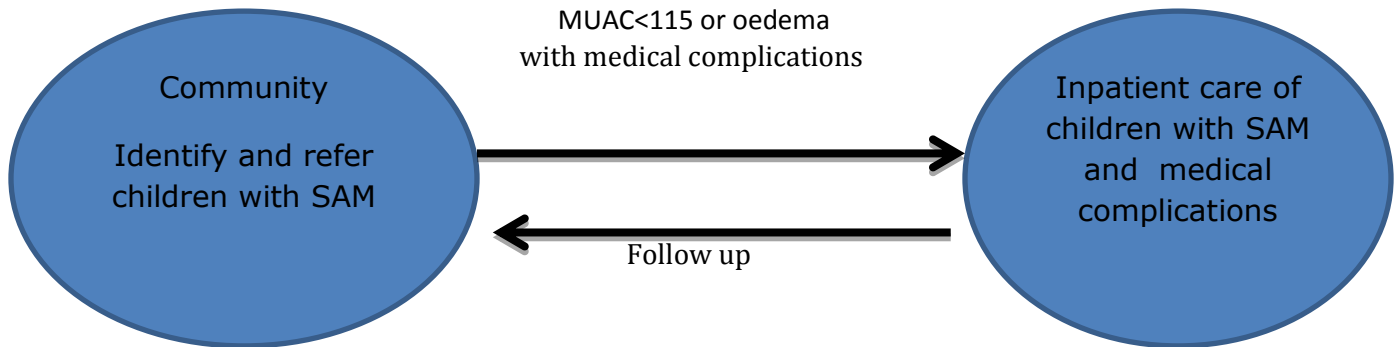 MUAC<115 or oedema
with medical complications
Community
Identify and refer
children with SAM
Inpatient care of
children with SAM
and medical
complications
Follow up